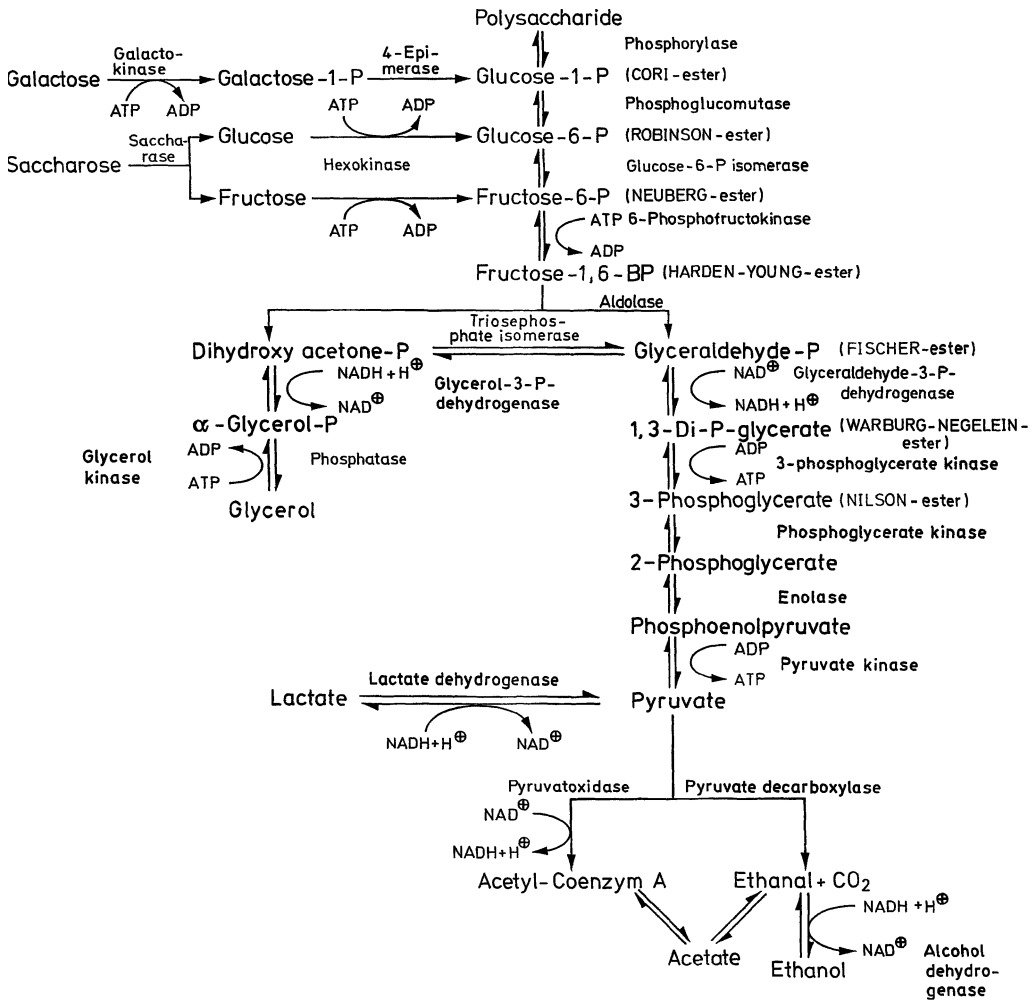 Polysaccharide
Phosphorylase
Galacto-
kinase
4-Epi-
merase
Galactose
Galactose-1-P
Glucose-1-P (CORI-ester)
ATP ADP
ATP ADP
Phosphoglucomutase
Saccha-
rase
Glucose
Glucose-6-P (ROBINSON-ester)
Saccharose
Hexokinase
Glucose-6-P isomerase
Fructose
Fructose-6-P (NEUBERG-ester)
ATP ADP
ATP 6-Phosphofructokinase
ADP
Fructose-1,6-BP (HARDEN-YOUNG-ester)
Aldolase
Triosephos-
phate isomerase
Dihydroxy acetone-P
Glyceraldehyde-P (FISCHER-ester)
NADH+H⊕
NAD⊕
Glycerol-3-P-
dehydrogenase
NAD⊕
NADH+H⊕
Glyceraldehyde-3-P-
dehydrogenase
α-Glycerol-P
1,3-Di-P-glycerate (WARBURG-NEGELEIN-
ester)
Glycerol
kinase
ADP
ATP
Phosphatase
ADP
ATP
3-phosphoglycerate kinase
Glycerol
3-Phosphoglycerate (NILSON-ester)
Phosphoglycerate kinase
2-Phosphoglycerate
Enolase
Phosphoenolpyruvate
ADP
ATP
Pyruvate kinase
Lactate dehydrogenase
Lactate
Pyruvate
NADH+H⊕ NAD⊕
Pyruvatoxidase
Pyruvate decarboxylase
NAD⊕
NADH+H⊕
Acetyl-Coenzym A
Ethanal + CO₂
NADH+H⊕
NAD⊕
Alcohol
dehydro-
genase
Acetate
Ethanol